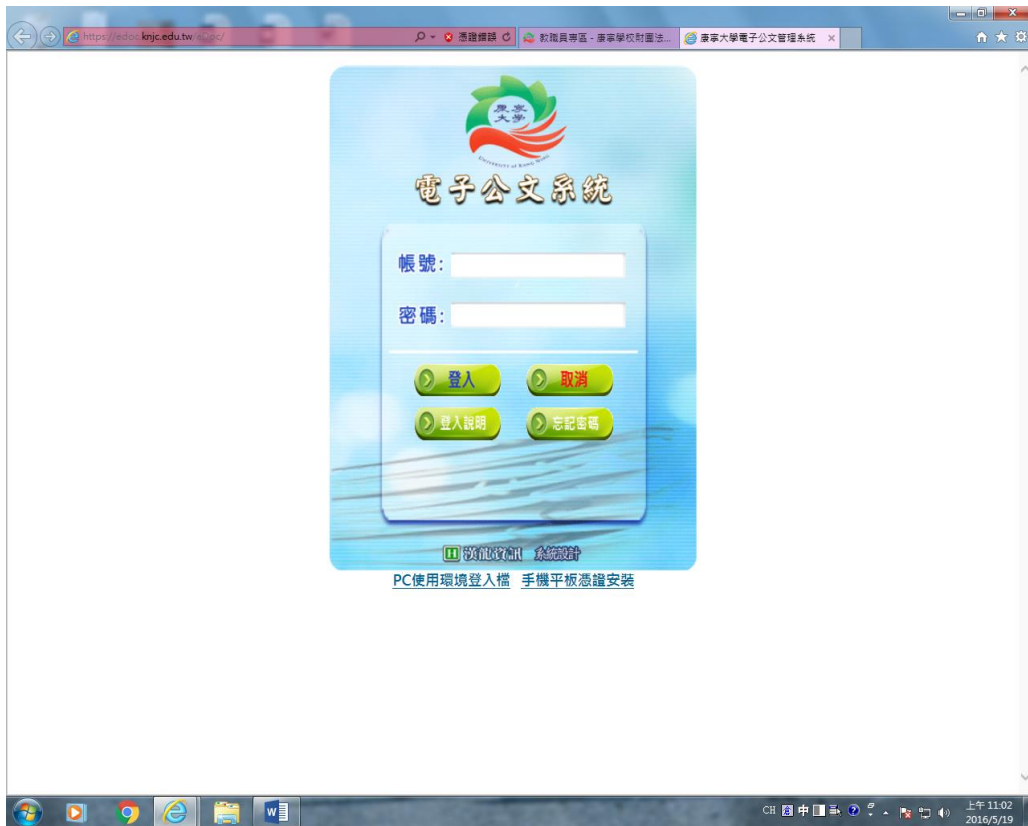 https://edoc.knjc.edu.tw/eDoc/
憑證錯誤
教職員專區 - 康寧學校財團法...
康寧大學電子公文管理系統
康寧
大學
University of Kang Ning
電子公文系統
帳號:
密碼:
登入
取消
登入說明
忘記密碼
H 漢龍資訊 系統設計
PC使用環境登入檔 手機平板憑證安裝
CH 中
上午 11:02
2016/5/19